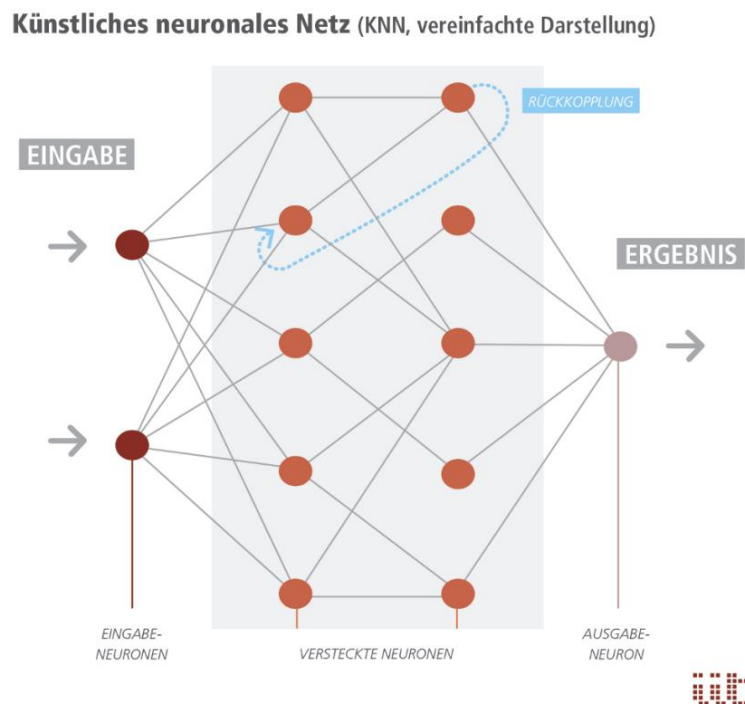 Künstliches neuronales Netz (KNN, vereinfachte Darstellung)
RÜCKKOPPLUNG
EINGABE
ERGEBNIS
EINGABE-
NEURONEN
VERSTECKTE NEURONEN
AUSGABE-
NEURON